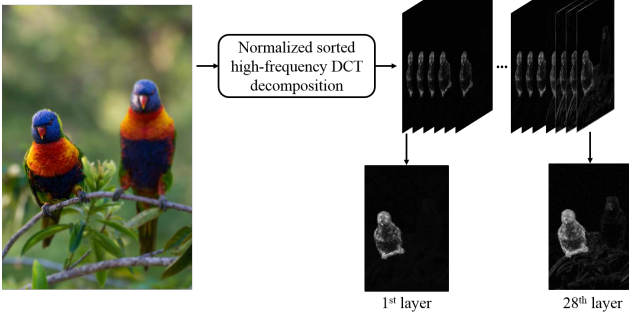 Normalized sorted
high-frequency DCT
decomposition
...
1st layer
28th layer